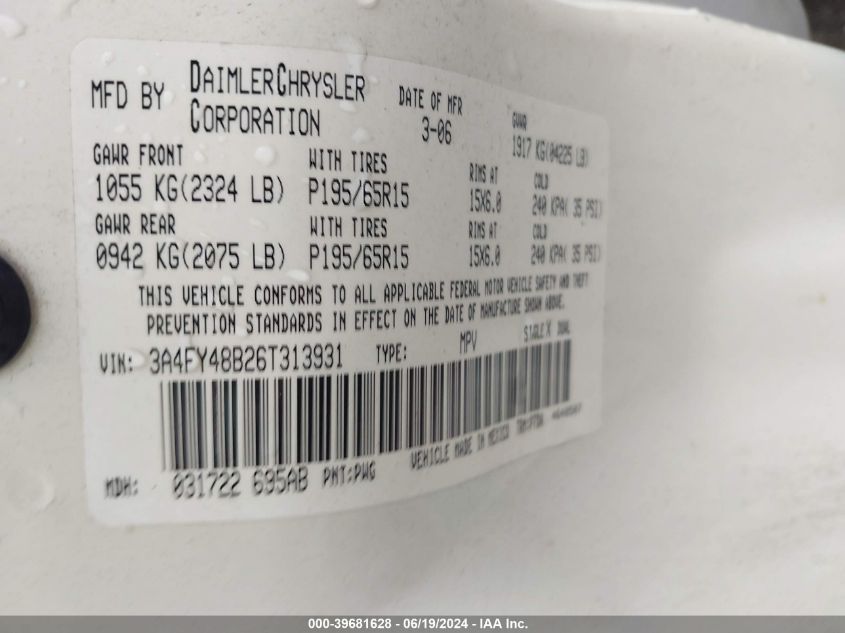 MFD BY DAIMLERCHRYSLER CORPORATION DATE OF MFR 3-06 GVWR 1917 KG(04225 LB)
GAWR FRONT WITH TIRES RIMS AT COLD
1055 KG(2324 LB) P195/65R15 15X6.0 240 KPA( 35 PSI)
GAWR REAR WITH TIRES RIMS AT COLD
0942 KG(2075 LB) P195/65R15 15X6.0 240 KPA( 35 PSI)
THIS VEHICLE CONFORMS TO ALL APPLICABLE FEDERAL MOTOR VEHICLE SAFETY AND THEFT
PREVENTION STANDARDS IN EFFECT ON THE DATE OF MANUFACTURE SHOWN ABOVE.
VIN: 3A4FY48B26T313931 TYPE: MPV SINGLE X DUAL
MDH: 031722 695AB PNT:PWG VEHICLE MADE IN MEXICO
000-39681628 - 06/19/2024 - IAA Inc.